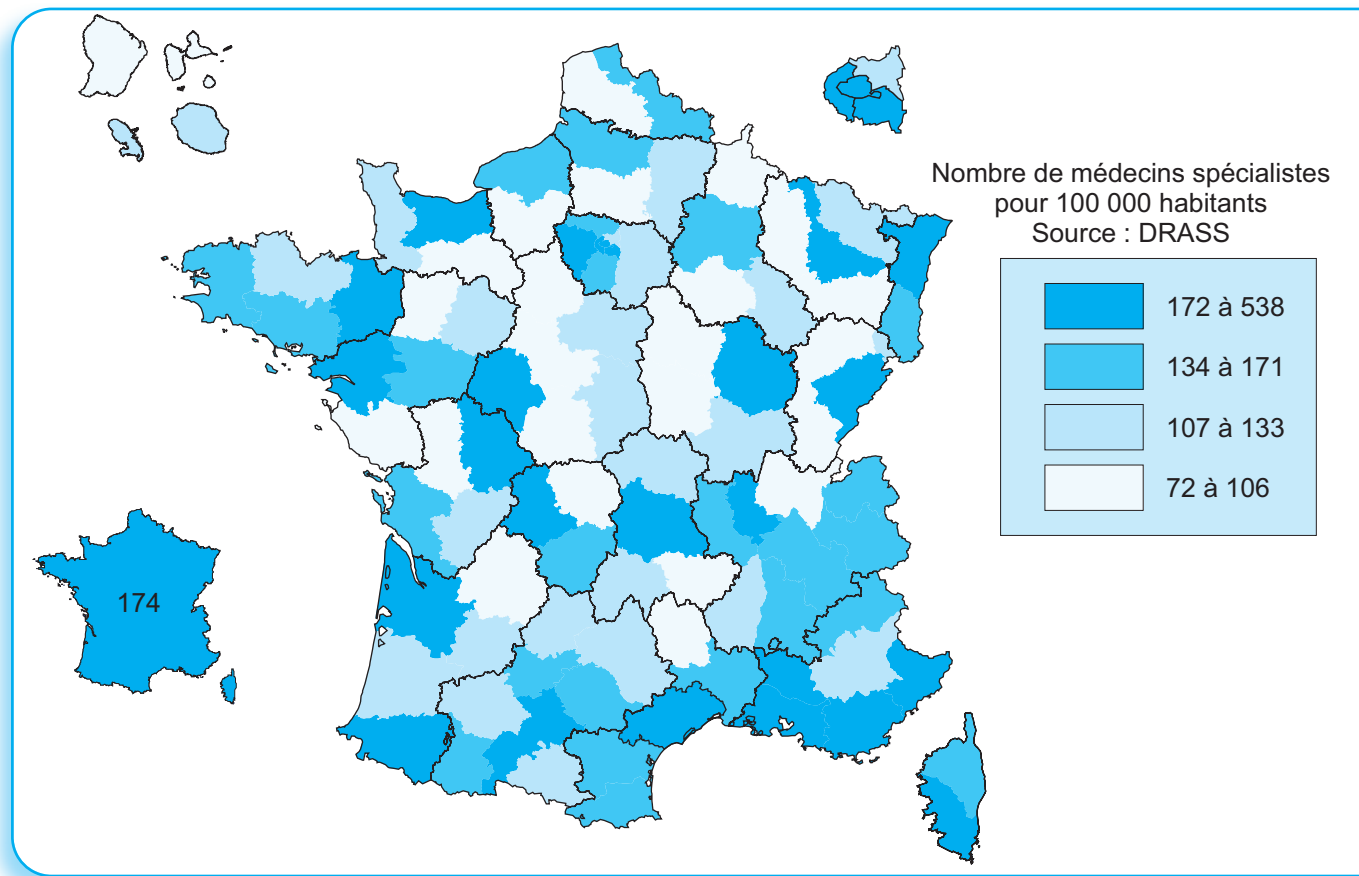 Nombre de médecins spécialistes
pour 100 000 habitants
Source : DRASS
172 à 538
134 à 171
107 à 133
72 à 106
174